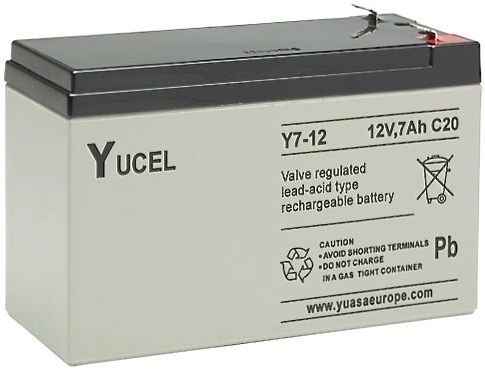 YUCEL
Y7-12 12V,7Ah C20
Valve regulated
lead-acid type
rechargeable battery
CAUTION
• AVOID SHORTING TERMINALS
• DO NOT CHARGE
IN A GAS TIGHT CONTAINER
Pb
www.yuasaeurope.com